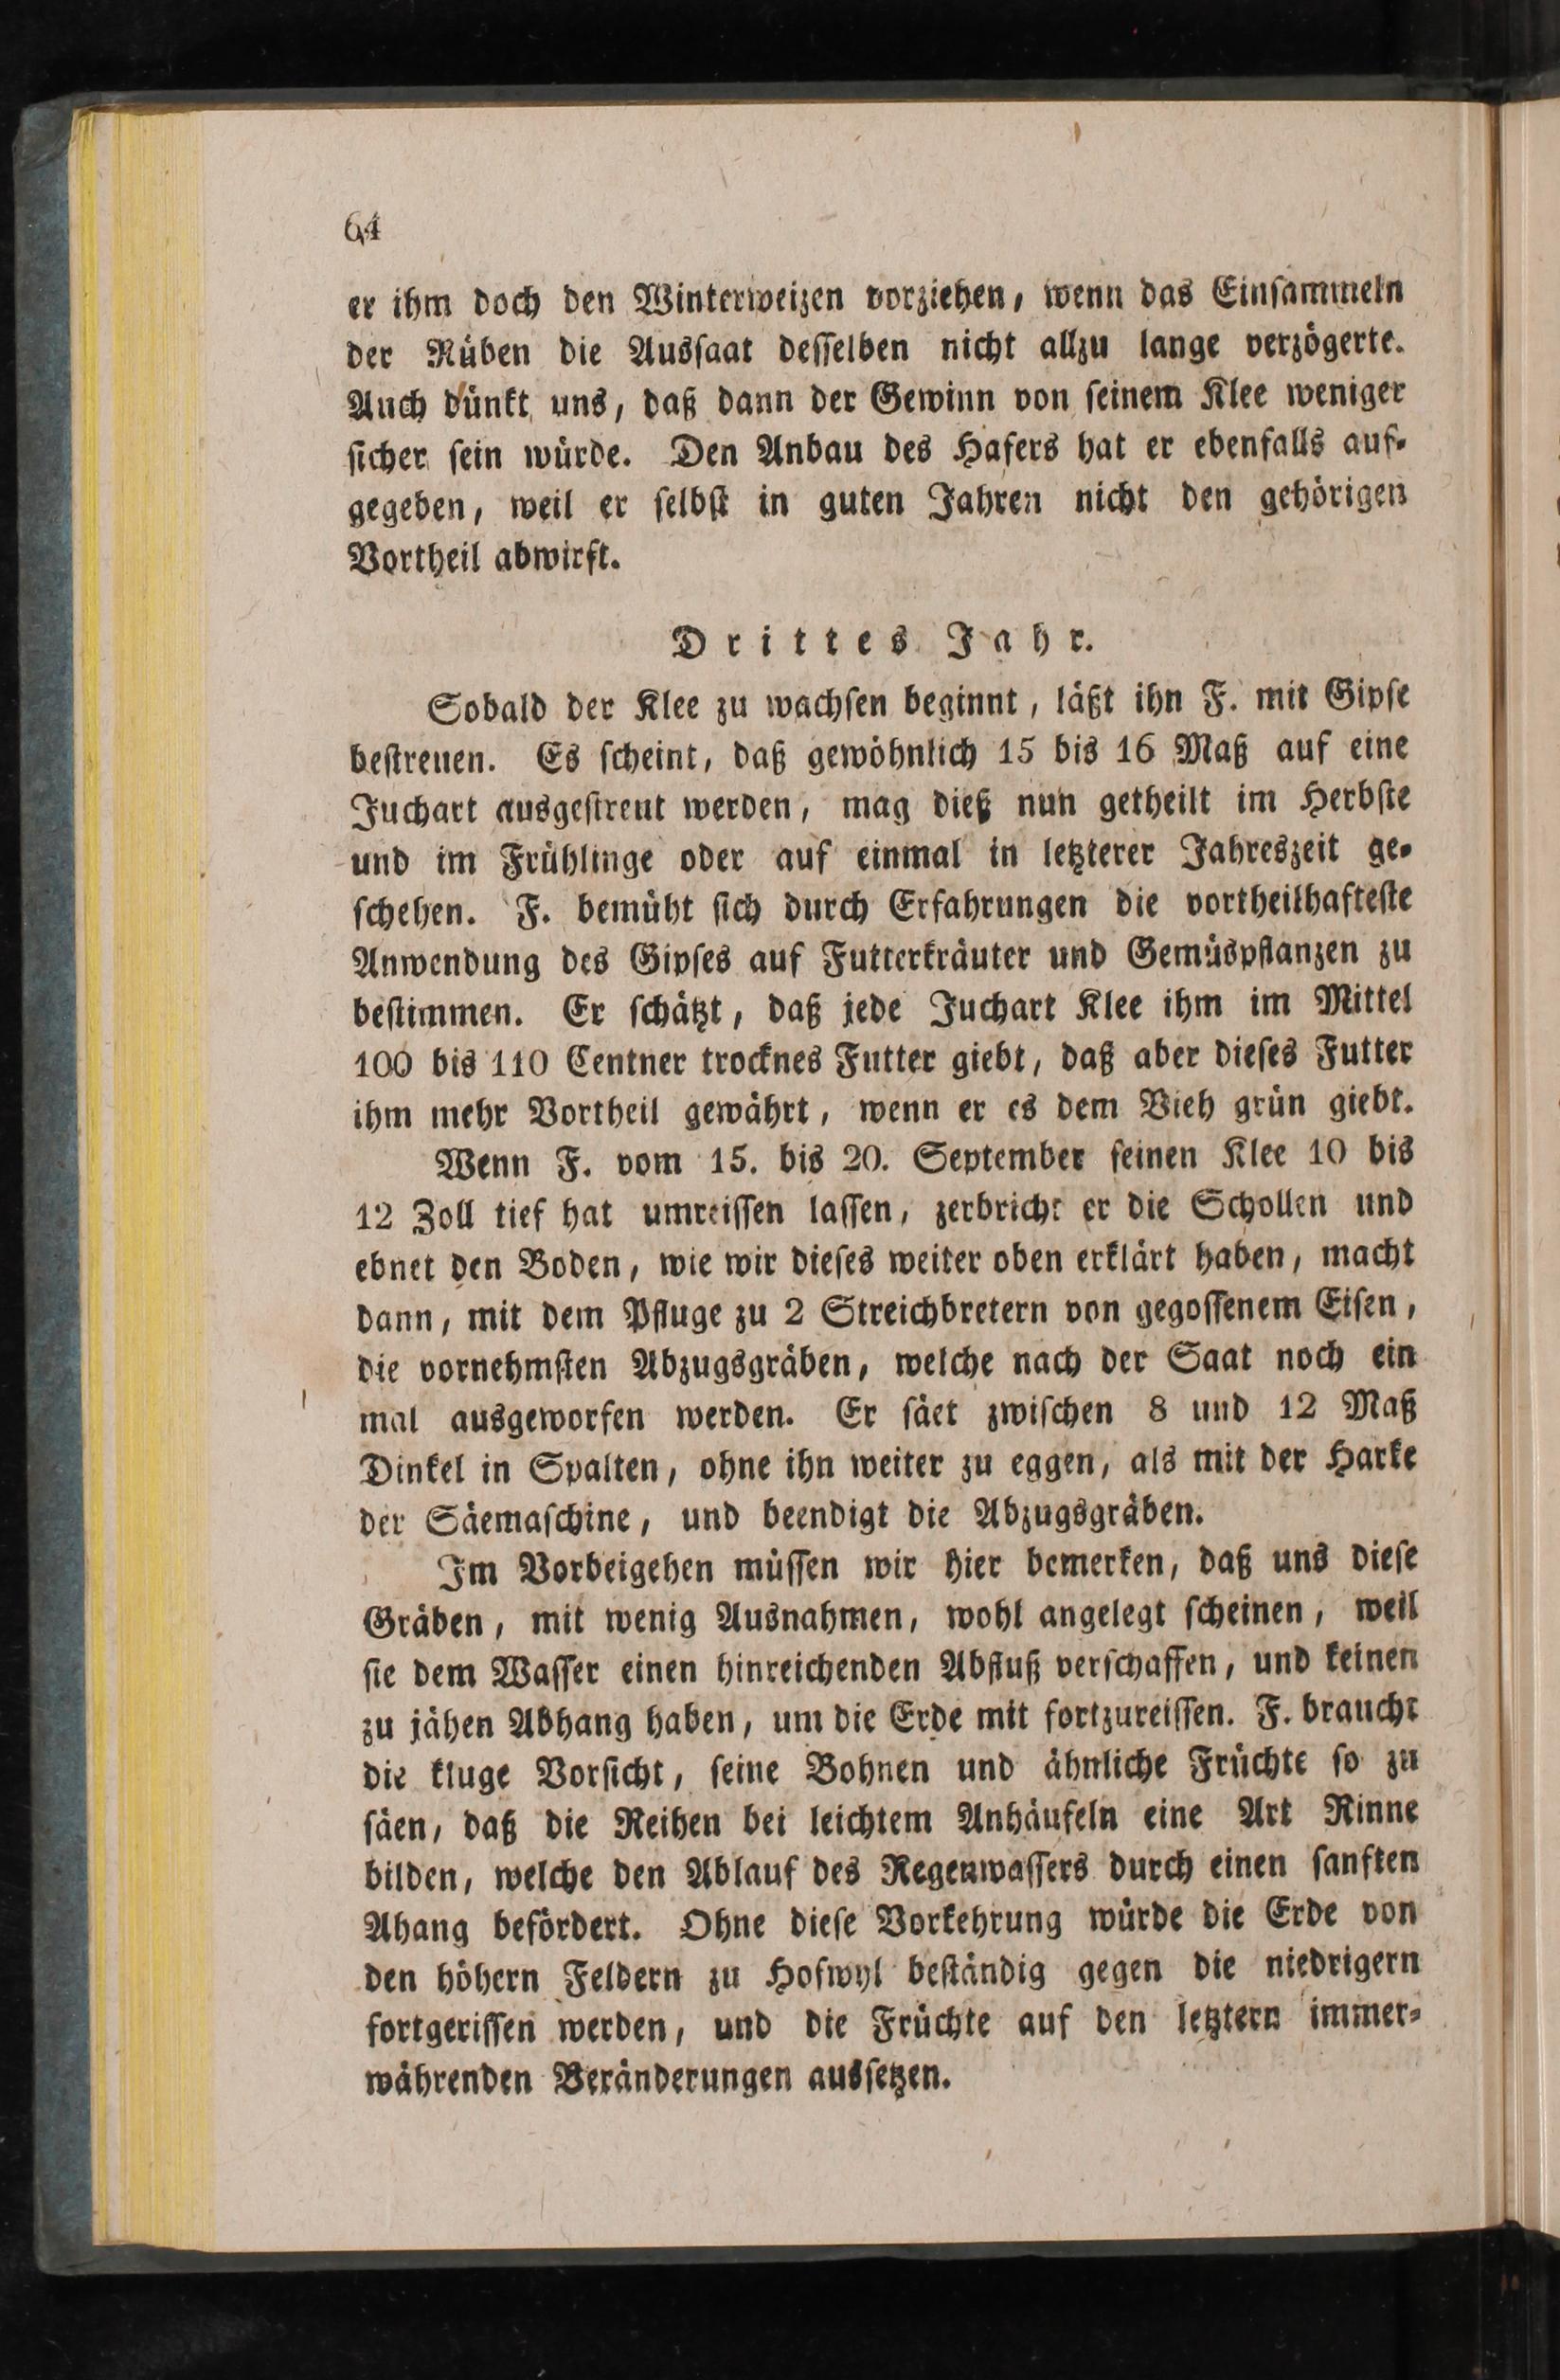 64
er ihm doch den Winterweizen vorziehen, wenn das Einſammeln
der Rüben die Ausſaat deſſelben nicht allzu lange verzögerte.
Auch dünkt uns, daß dann der Gewinn von ſeinem Klee weniger
ſicher ſein würde. Den Anbau des Hafers hat er ebenfalls auf-
gegeben, weil er ſelbſt in guten Jahren nicht den gehörigen
Vortheil abwirft.
Drittes Jahr.
Sobald der Klee zu wachſen beginnt, läßt ihn F. mit Gipſe
beſtreuen. Es ſcheint, daß gewöhnlich 15 bis 16 Maß auf eine
Juchart ausgeſtreut werden, mag dieß nun getheilt im Herbſte
und im Frühlinge oder auf einmal in letzterer Jahreszeit ge-
ſchehen. F. bemüht ſich durch Erfahrungen die vortheilhafteſte
Anwendung des Gipſes auf Futterkräuter und Gemüspflanzen zu
beſtimmen. Er ſchätzt, daß jede Juchart Klee ihm im Mittel
100 bis 110 Centner trocknes Futter giebt, daß aber dieſes Futter
ihm mehr Vortheil gewährt, wenn er es dem Vieh grün giebt.
Wenn F. vom 15. bis 20. September ſeinen Klee 10 bis
12 Zoll tief hat umreiſſen laſſen, zerbricht er die Schollen und
ebnet den Boden, wie wir dieſes weiter oben erklärt haben, macht
dann, mit dem Pfluge zu 2 Streichbretern von gegoſſenem Eiſen,
die vornehmſten Abzugsgräben, welche nach der Saat noch ein
mal ausgeworfen werden. Er ſäet zwiſchen 8 und 12 Maß
Dinkel in Spalten, ohne ihn weiter zu eggen, als mit der Harke
der Säemaſchine, und beendigt die Abzugsgräben.
Im Vorbeigehen müſſen wir hier bemerken, daß uns dieſe
Gräben, mit wenig Ausnahmen, wohl angelegt ſcheinen, weil
ſie dem Waſſer einen hinreichenden Abfluß verſchaffen, und keinen
zu jähen Abhang haben, um die Erde mit fortzureiſſen. F. braucht
die kluge Vorſicht, ſeine Bohnen und ähnliche Früchte ſo zu
ſäen, daß die Reihen bei leichtem Anhäufeln eine Art Rinne
bilden, welche den Ablauf des Regenwaſſers durch einen ſanften
Ahang befördert. Ohne dieſe Vorkehrung würde die Erde von
den höhern Feldern zu Hofwyl beſtändig gegen die niedrigern
fortgeriſſen werden, und die Früchte auf den letztern immer-
währenden Veränderungen ausſetzen.